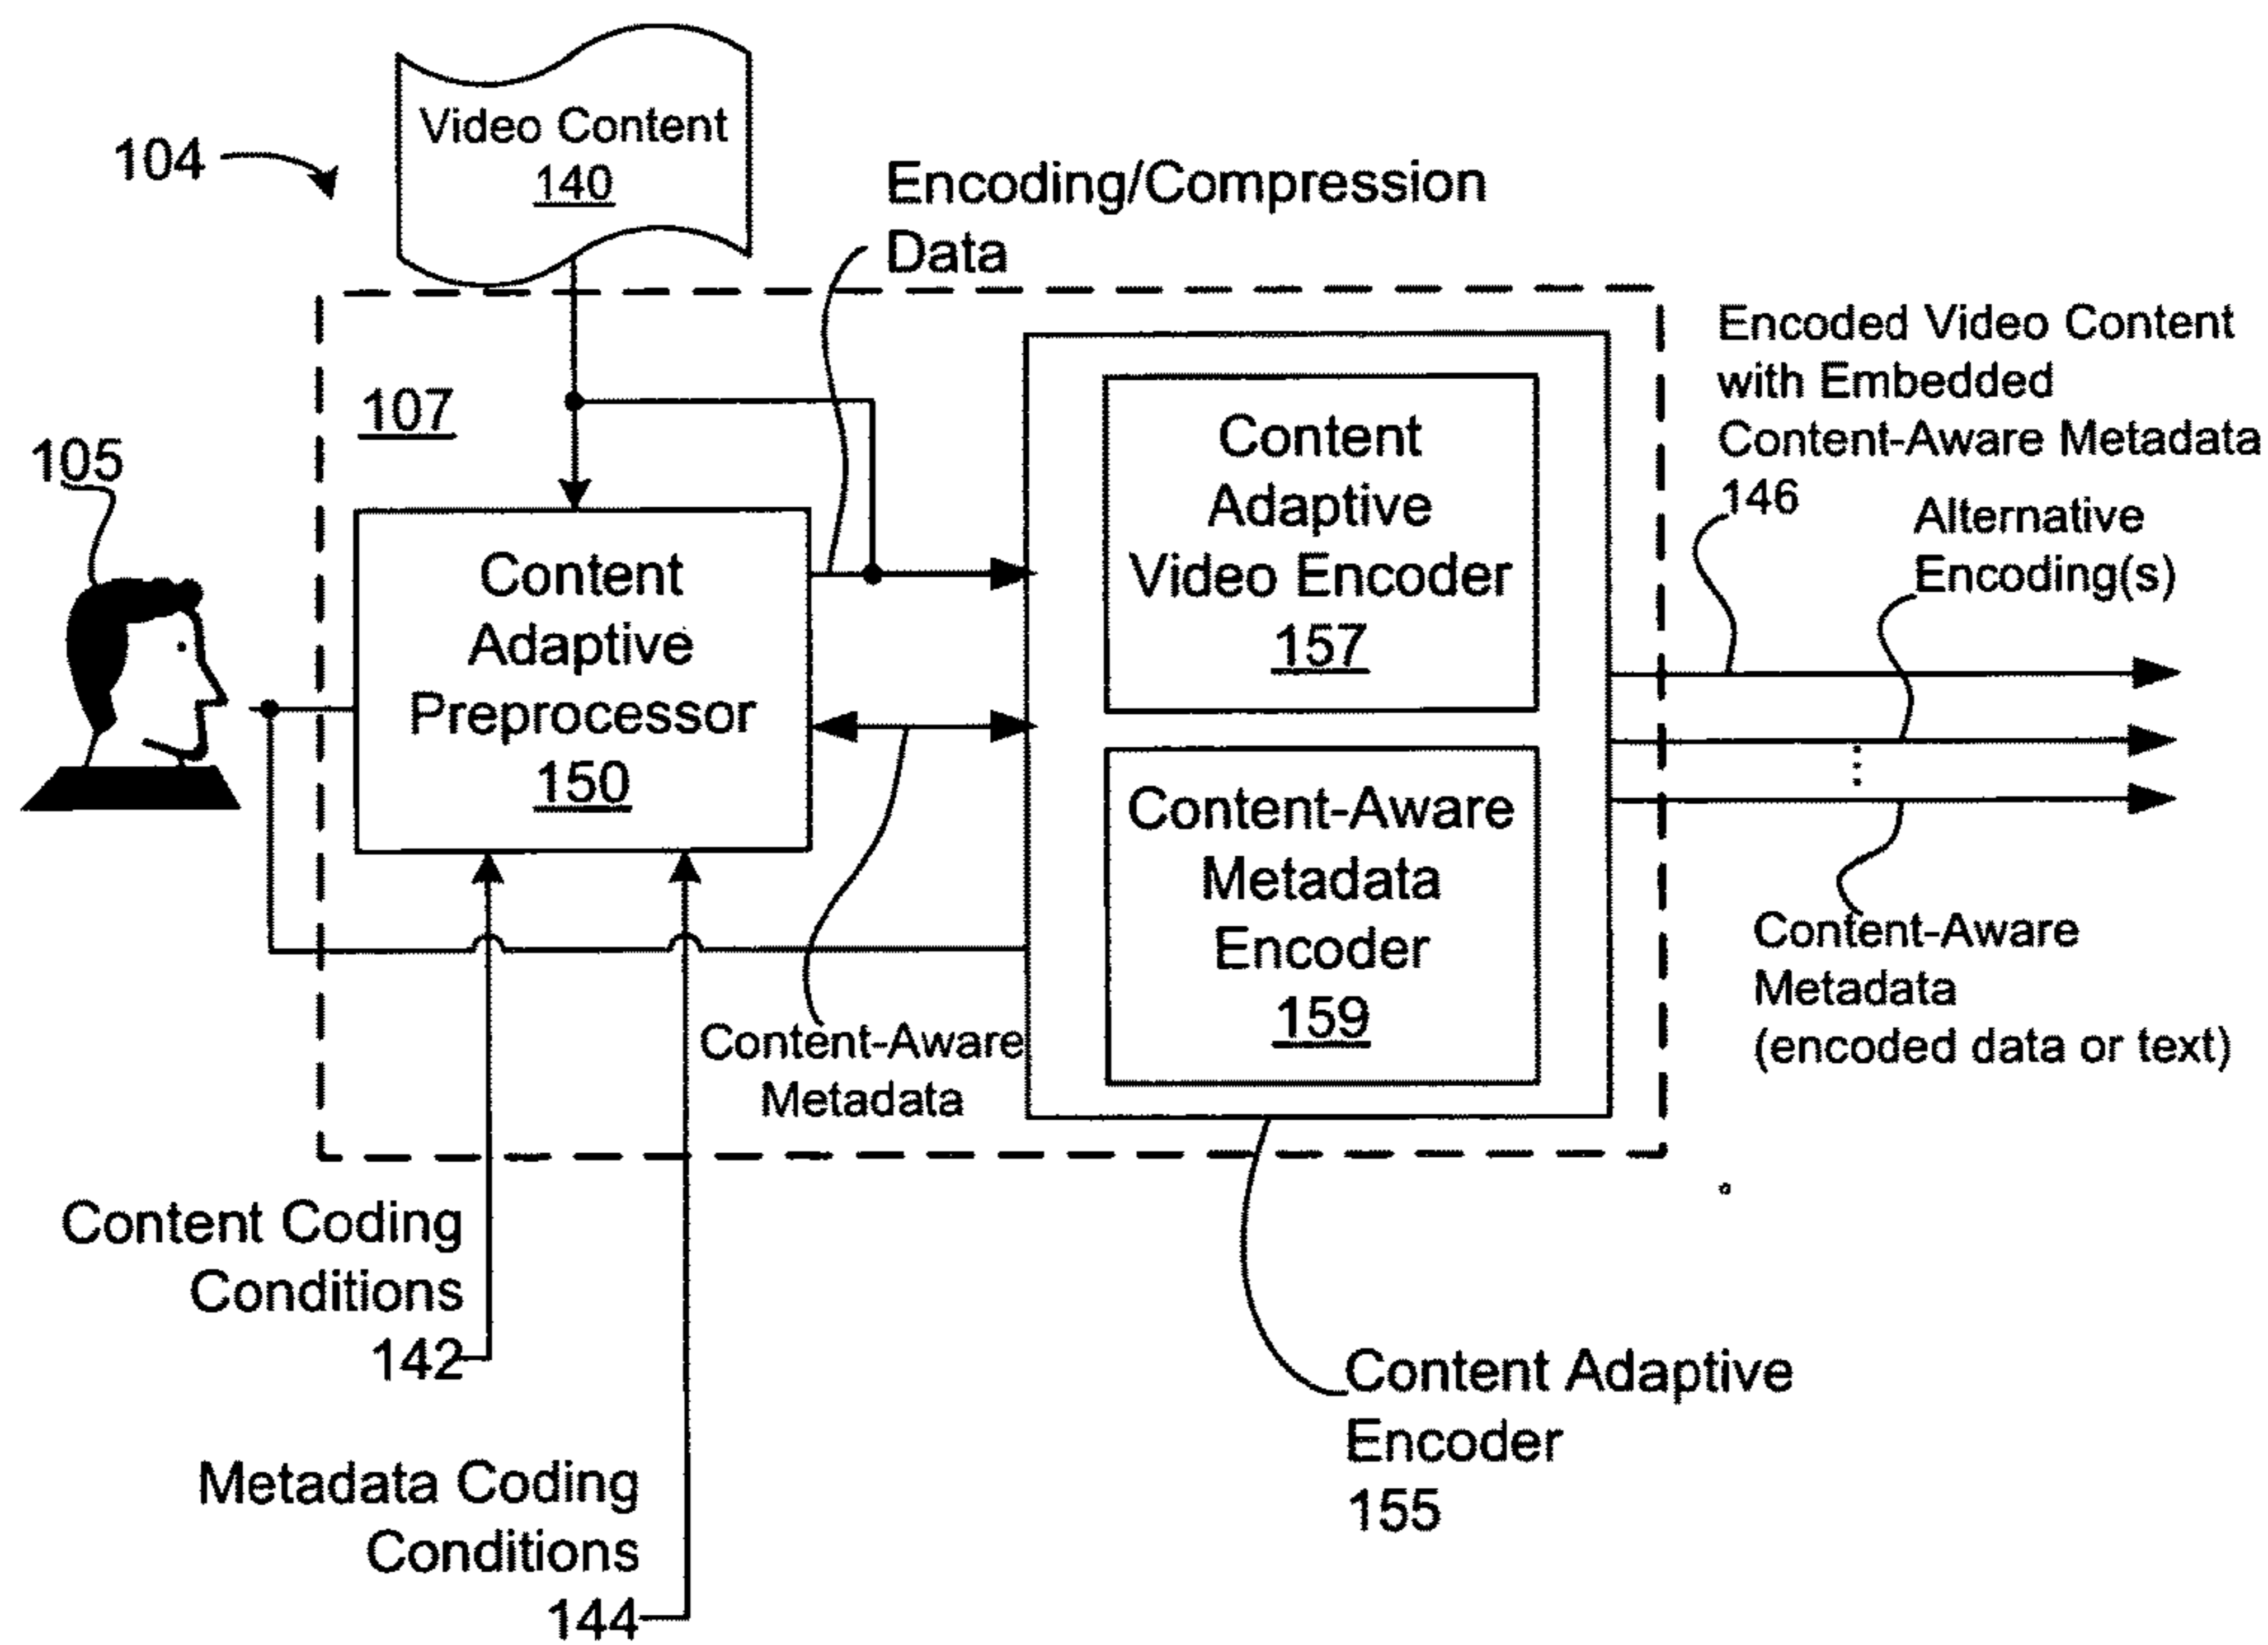 Video Content
140
104
Encoding/Compression
Data
107
105
Content
Adaptive
Preprocessor
150
Content
Adaptive
Video Encoder
157
Content-Aware
Metadata
Encoder
159
Encoded Video Content
with Embedded
Content-Aware Metadata
146
Alternative
Encoding(s)
Content-Aware
Metadata
(encoded data or text)
Content-Aware
Metadata
Content Coding
Conditions
142
Metadata Coding
Conditions
144
Content Adaptive
Encoder
155